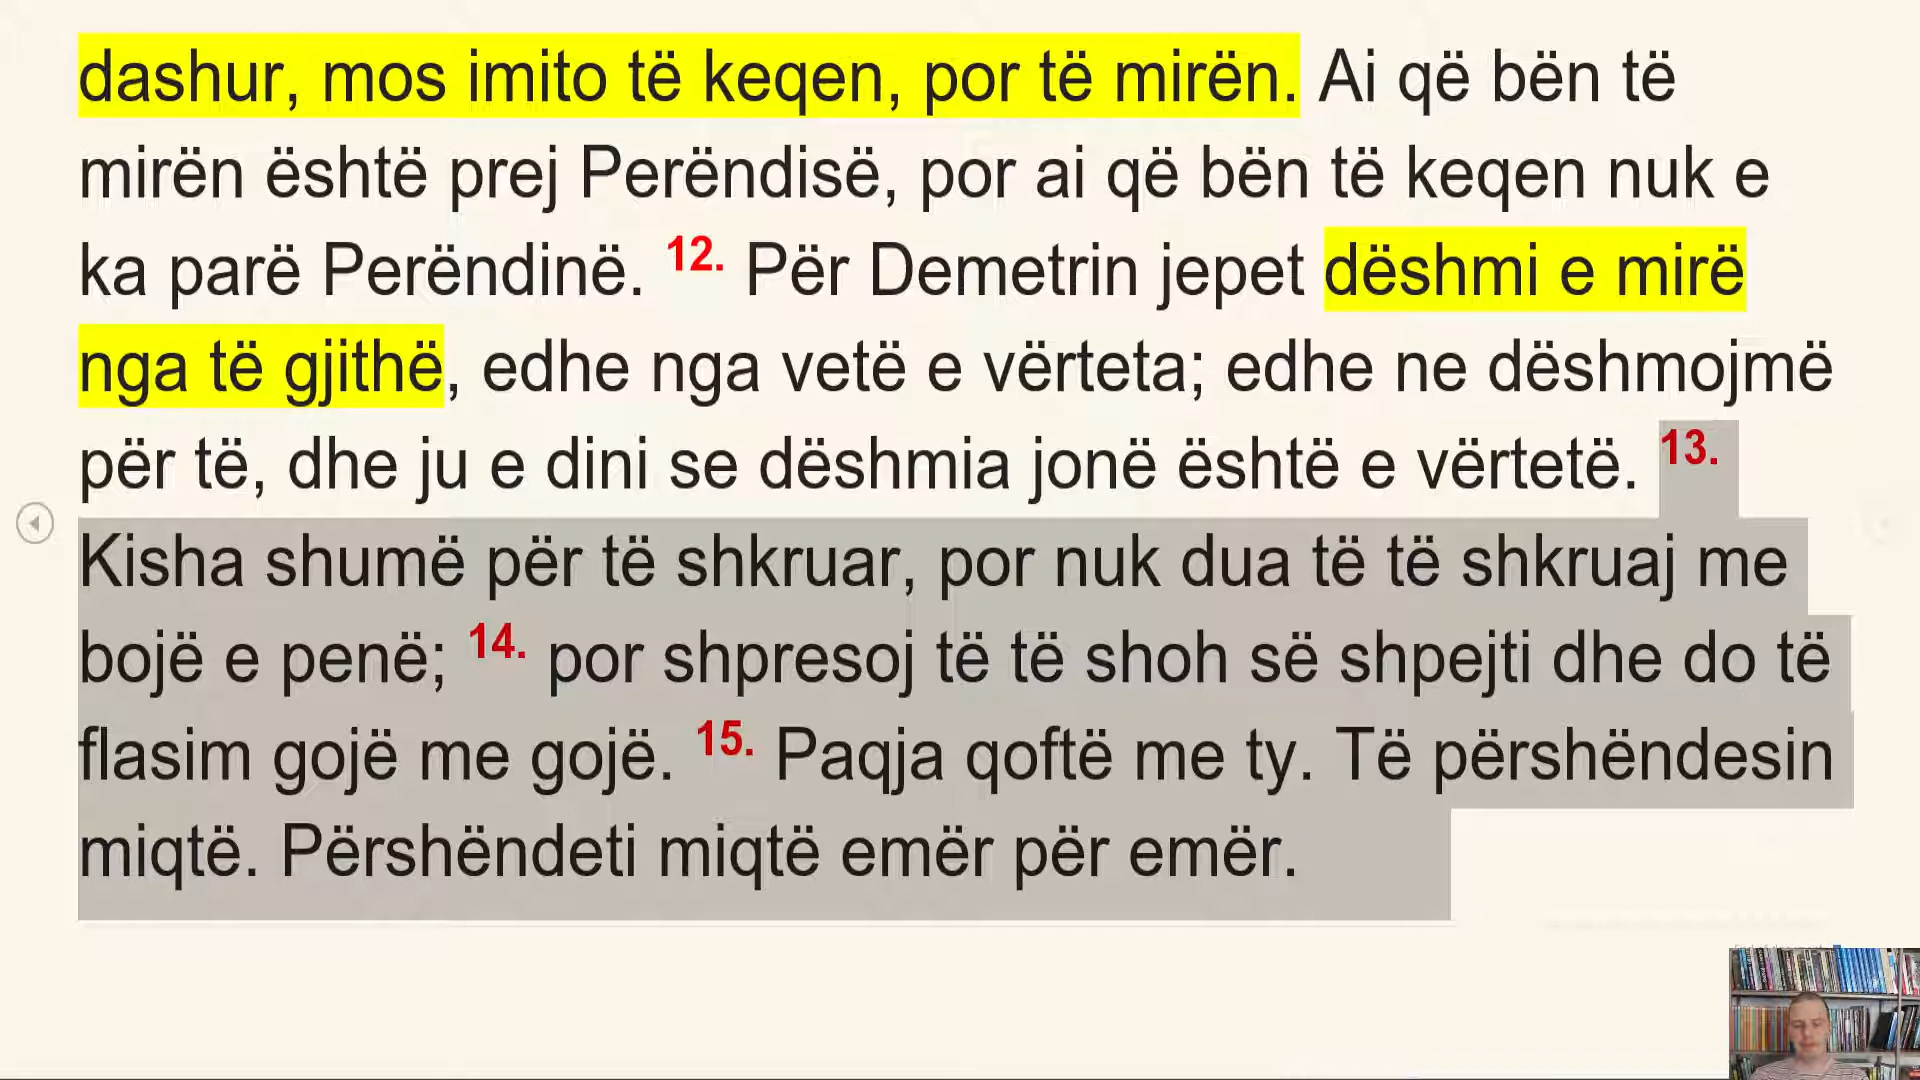 dashur, mos imito të keqen, por të mirën. Ai që bën të
mirën është prej Perëndisë, por ai që bën të keqen nuk e
ka parë Perëndinë. 12. Për Demetrin jepet dëshmi e mirë
nga të gjithë, edhe nga vetë e vërteta; edhe ne dëshmojmë
për të, dhe ju e dini se dëshmia jonë është e vërtetë. 13.
Kisha shumë për të shkruar, por nuk dua të të shkruaj me
bojë e penë; 14. por shpresoj të të shoh së shpejti dhe do të
flasim gojë me gojë. 15. Paqja qoftë me ty. Të përshëndesin
miqtë. Përshëndeti miqtë emër për emër.